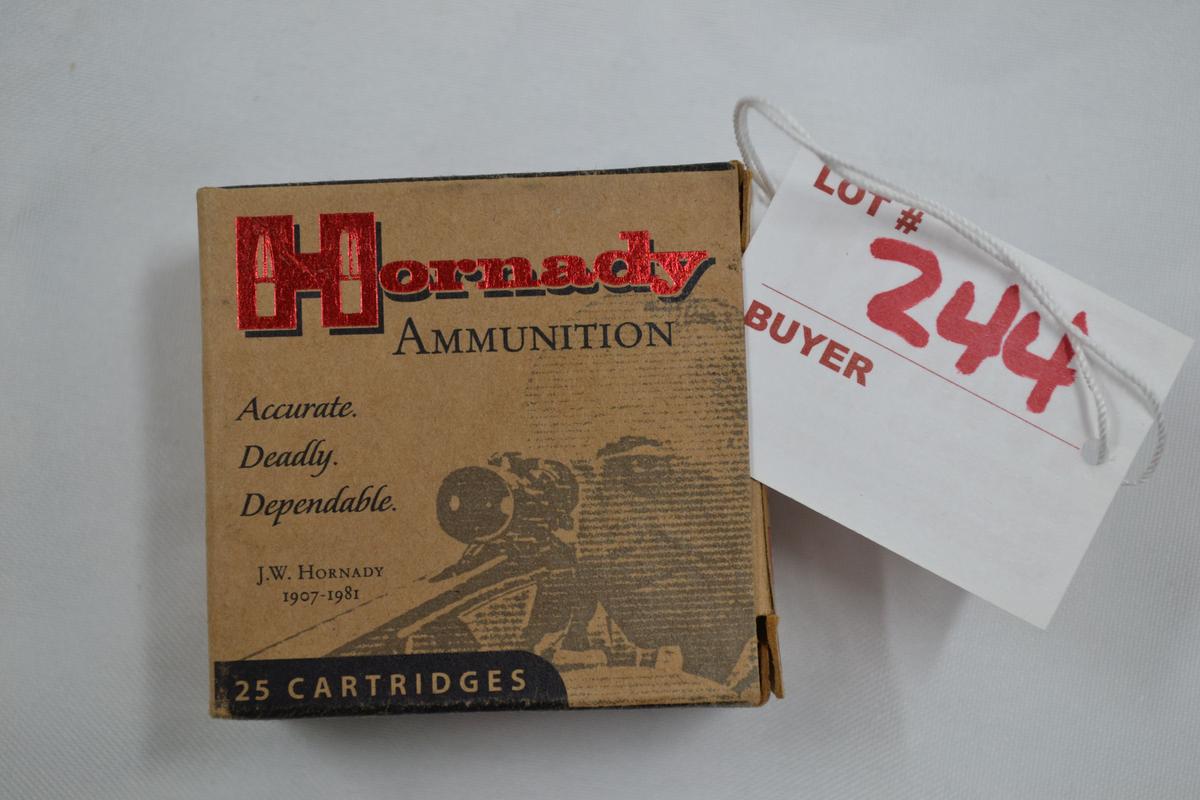 Hornady
AMMUNITION
Accurate.
Deadly.
Dependable.
J.W. HORNADY
1907-1981
25 CARTRIDGES
LOT #
244
BUYER